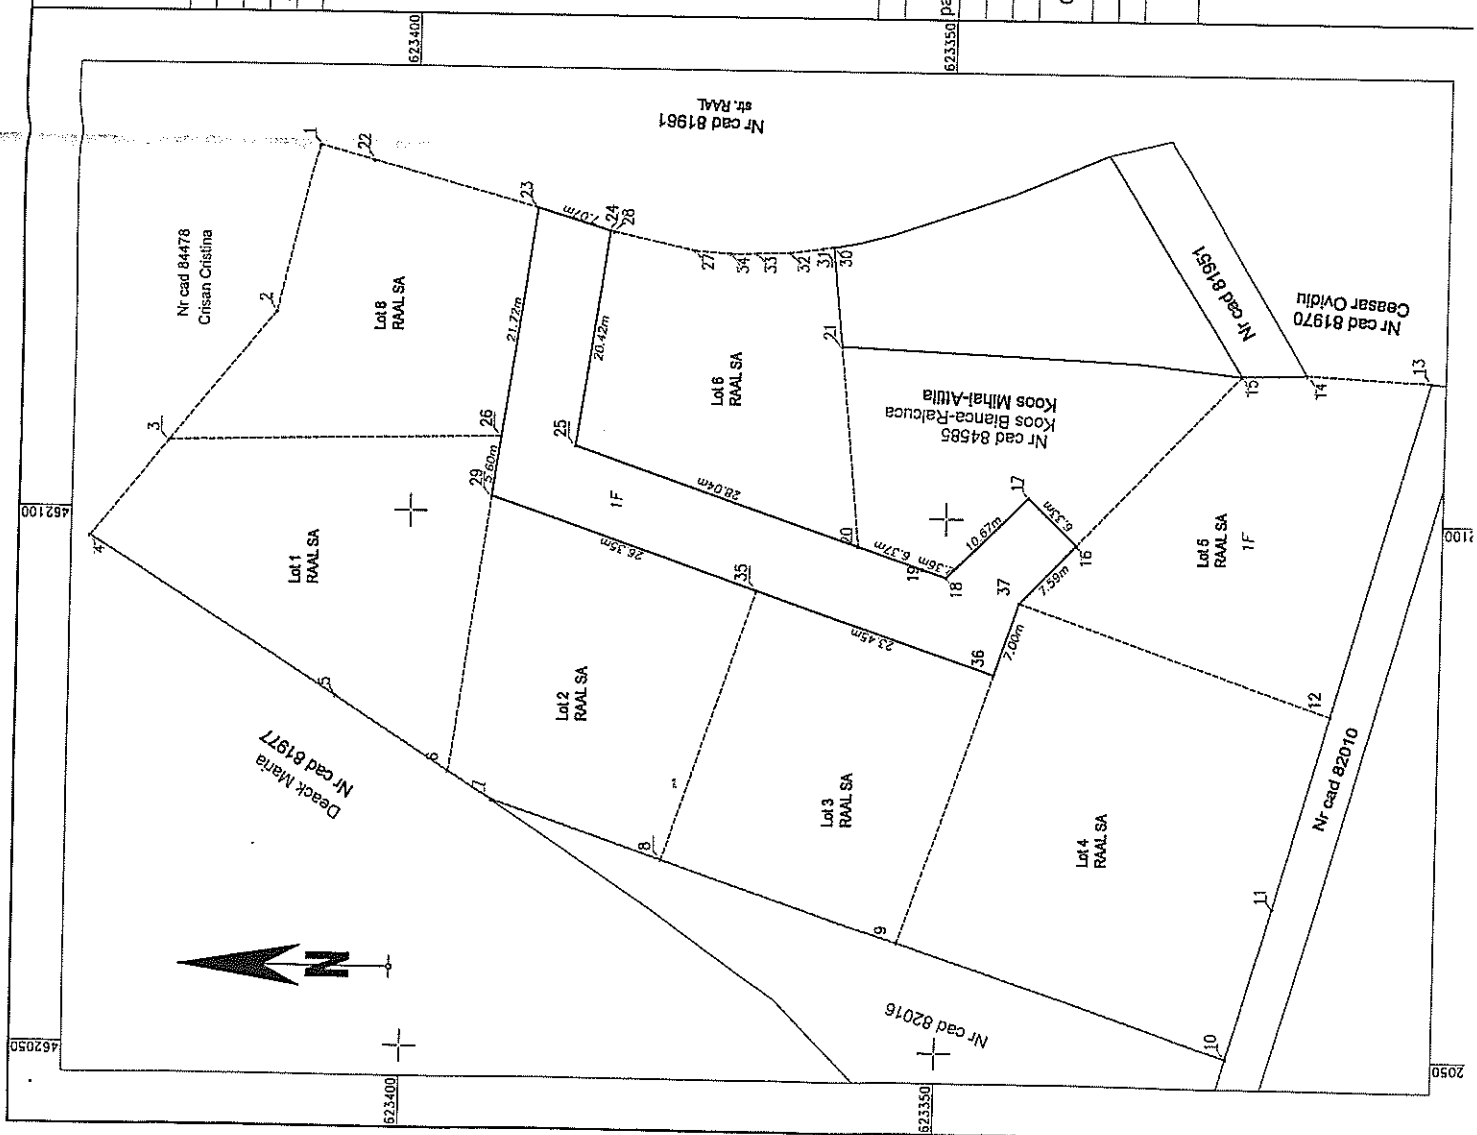 623400
623350
pa
Nr cad 84478
Crisan Cristina
1
22
2
3
4
23
7.07m
24
28
str. RAAL
Nr cad 81961
Lot 8
RAAL SA
21.72m
20.42m
27
34
33
32
31
30
21
26
25
29
5.60m
Lot 6
RAAL SA
Nr cad 81951
Nr cad 81970
Ceasar Ovidiu
15
14
13
Nr cad 84585
Koos Bianca-Ralcuca
Koos Mihai-Attila
462100
Lot 1
RAAL SA
1F
28.04m
26.35m
20
6.37m
19
18
10.67m
17
6.33m
16
7.59m
37
7.00m
36
35
23.45m
Lot 5
RAAL SA
1F
5
6
7
Lot 2
RAAL SA
Deack Maria
Nr cad 81977
8
Lot 3
RAAL SA
12
Lot 4
RAAL SA
Nr cad 82010
11
9
10
N
Nr cad 82016
462050
623400
623350
2050